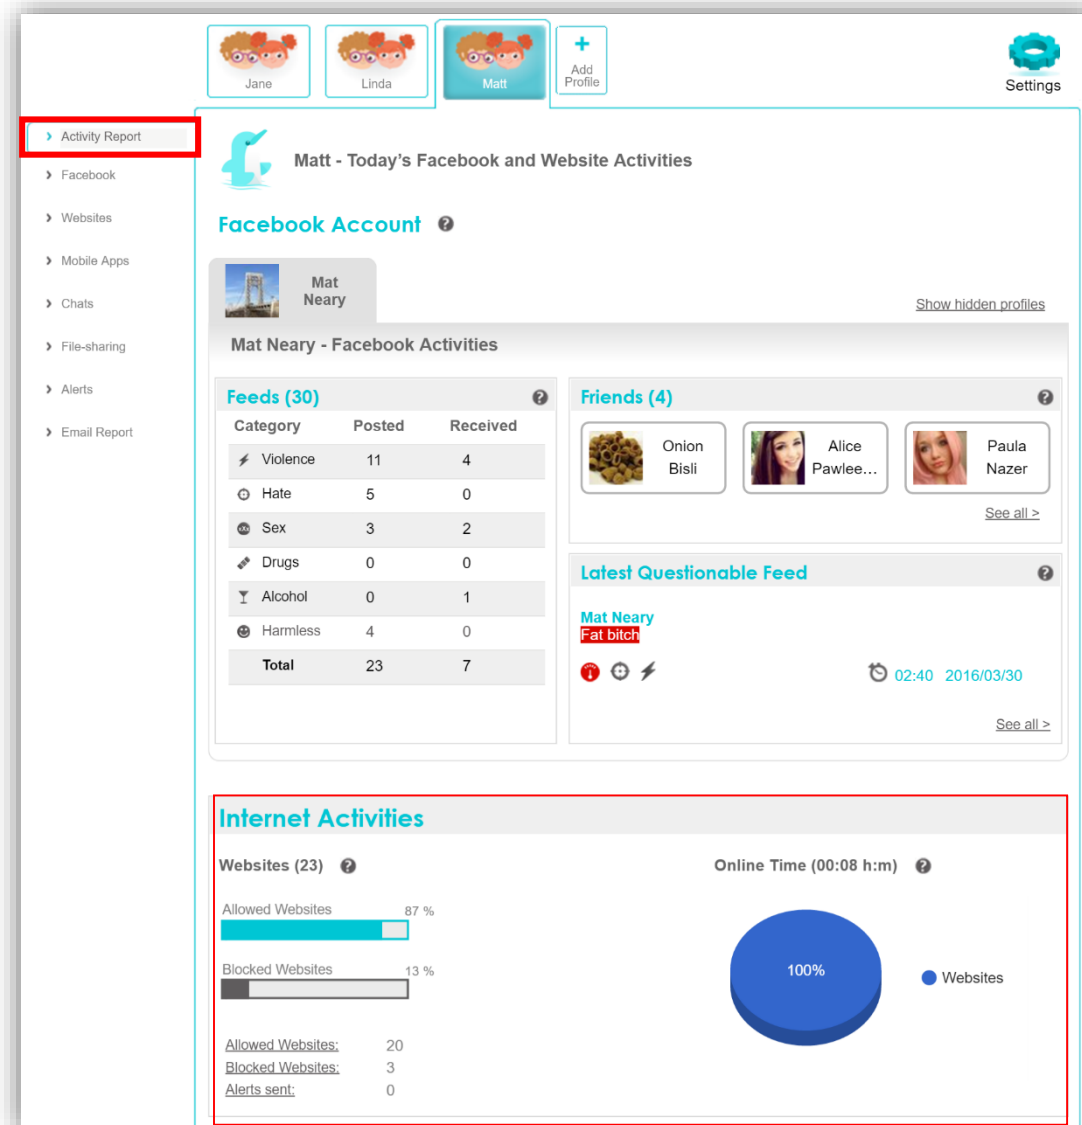 Jane
Linda
Matt
+
Add
Profile
Settings
Activity Report
Facebook
Websites
Mobile Apps
Chats
File-sharing
Alerts
Email Report
Matt - Today's Facebook and Website Activities
Facebook Account ?
Mat
Neary
Show hidden profiles
Mat Neary - Facebook Activities
Feeds (30) ?
Category Posted Received
Violence 11 4
Hate 5 0
Sex 3 2
Drugs 0 0
Alcohol 0 1
Harmless 4 0
Total 23 7
Friends (4) ?
Onion
Bisli
Alice
Pawlee...
Paula
Nazer
See all >
Latest Questionable Feed ?
Mat Neary
Fat bitch
02:40 2016/03/30
See all >
Internet Activities
Websites (23) ?
Allowed Websites 87 %
Blocked Websites 13 %
Allowed Websites: 20
Blocked Websites: 3
Alerts sent: 0
Online Time (00:08 h:m) ?
100%
Websites